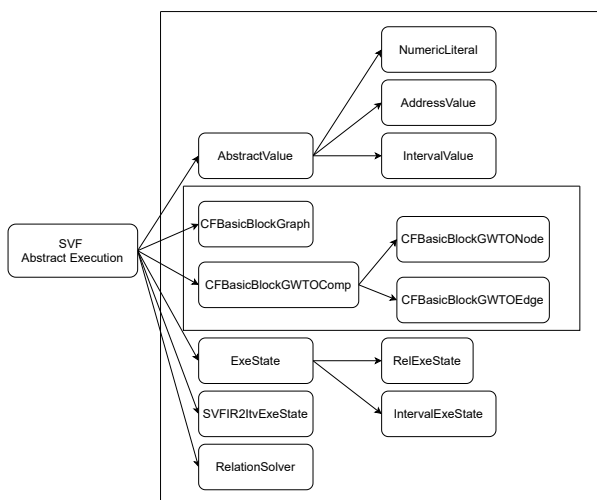 NumericLiteral
AddressValue
AbstractValue
IntervalValue
CFBasicBlockGraph
SVF
Abstract Execution
CFBasicBlockGWTONode
CFBasicBlockGWTOComp
CFBasicBlockGWTOEdge
ExeState
RelExeState
SVFIR2ItvExeState
IntervalExeState
RelationSolver